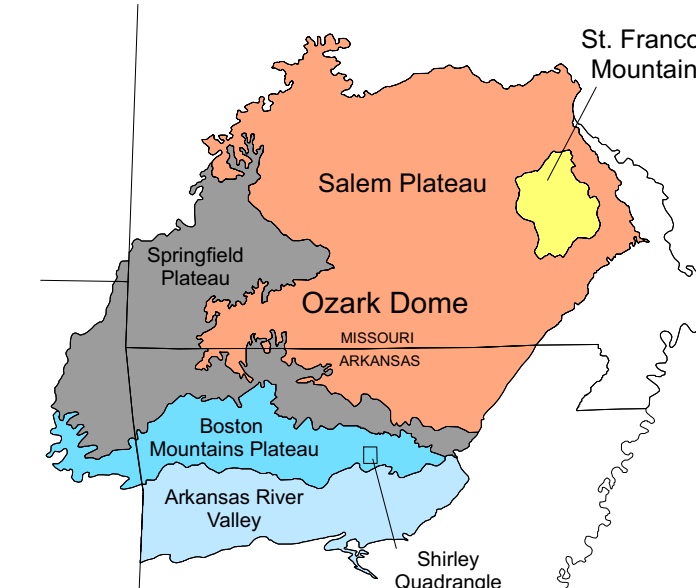 St. Franco
Mountain
Salem Plateau
Springfield
Plateau
Ozark Dome
MISSOURI
ARKANSAS
Boston
Mountains Plateau
Arkansas River
Valley
Shirley
Quadrangle